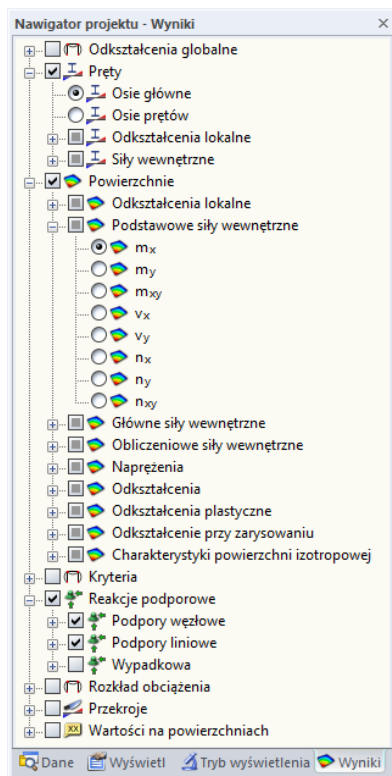 Nawigator projektu - Wyniki
Odkształcenia globalne
Pręty
Osie główne
Osie prętów
Odkształcenia lokalne
Siły wewnętrzne
Powierzchnie
Odkształcenia lokalne
Podstawowe siły wewnętrzne
mx
my
mxy
vx
vy
nx
ny
nxy
Główne siły wewnętrzne
Obliczeniowe siły wewnętrzne
Naprężenia
Odkształcenia
Odkształcenia plastyczne
Odkształcenie przy zarysowaniu
Charakterystyki powierzchni izotropowej
Kryteria
Reakcje podporowe
Podpory węzłowe
Podpory liniowe
Wypadkowa
Rozkład obciążenia
Przekroje
Wartości na powierzchniach
Dane Wyświetl Tryb wyświetlenia Wyniki